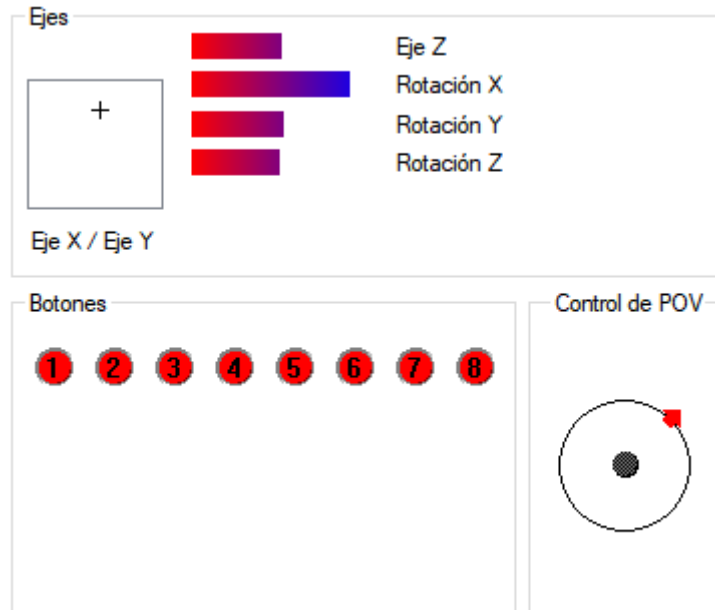 Ejes
Eje Z
Rotación X
Rotación Y
Rotación Z
Eje X / Eje Y
Botones
1 2 3 4 5 6 7 8
Control de POV